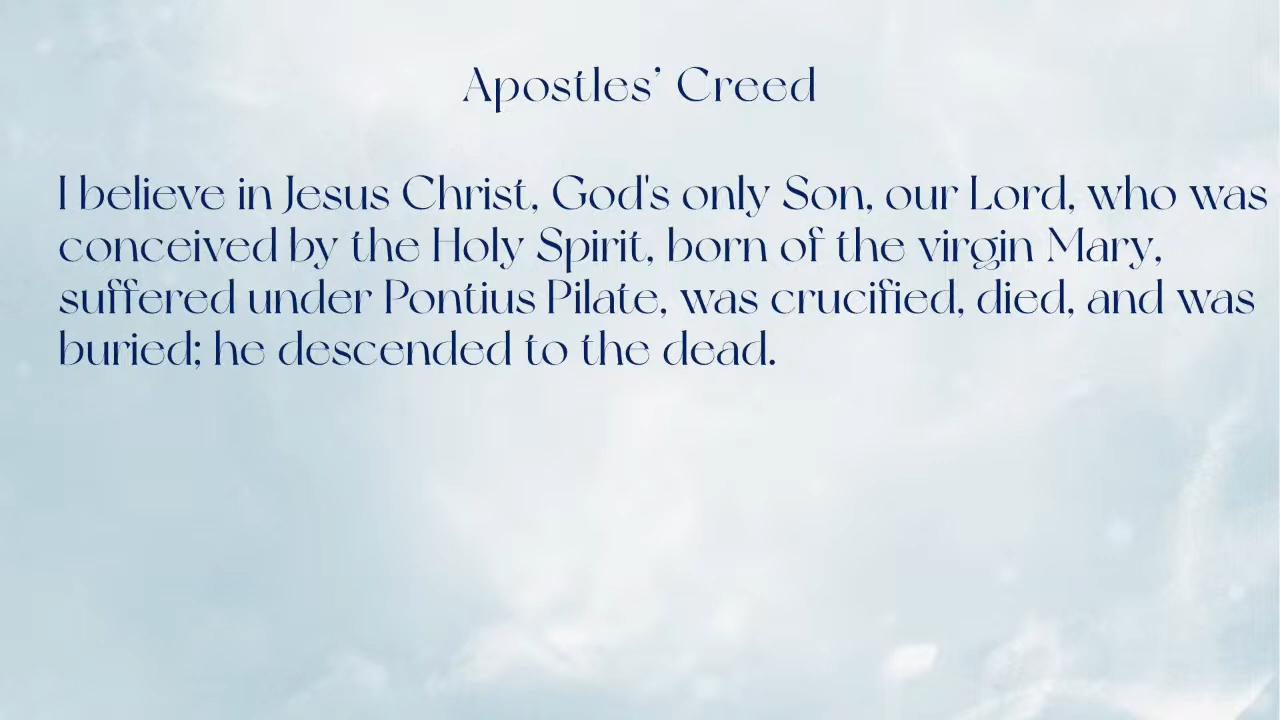 Apostles’ Creed
I believe in Jesus Christ, God's only Son, our Lord, who was
conceived by the Holy Spirit, born of the virgin Mary,
suffered under Pontius Pilate, was crucified, died, and was
buried; he descended to the dead.